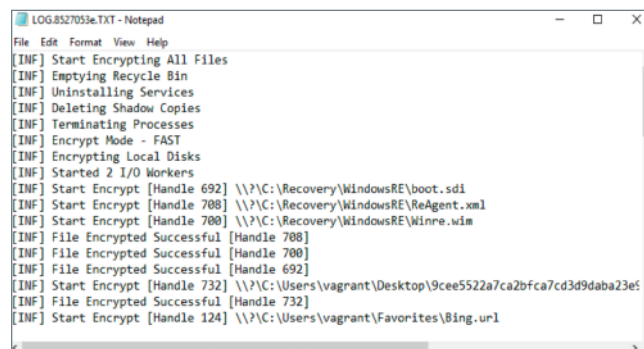 LOG.8527053e.TXT - Notepad
File Edit Format View Help
[INF] Start Encrypting All Files
[INF] Emptying Recycle Bin
[INF] Uninstalling Services
[INF] Deleting Shadow Copies
[INF] Terminating Processes
[INF] Encrypt Mode - FAST
[INF] Encrypting Local Disks
[INF] Started 2 I/O Workers
[INF] Start Encrypt [Handle 692] \\?\C:\Recovery\WindowsRE\boot.sdi
[INF] Start Encrypt [Handle 708] \\?\C:\Recovery\WindowsRE\ReAgent.xml
[INF] Start Encrypt [Handle 700] \\?\C:\Recovery\WindowsRE\Winre.wim
[INF] File Encrypted Successful [Handle 708]
[INF] File Encrypted Successful [Handle 700]
[INF] File Encrypted Successful [Handle 692]
[INF] Start Encrypt [Handle 732] \\?\C:\Users\vagrant\Desktop\9cee5522a7ca2bfca7cd3d9daba23e9
[INF] File Encrypted Successful [Handle 732]
[INF] Start Encrypt [Handle 124] \\?\C:\Users\vagrant\Favorites\Bing.url